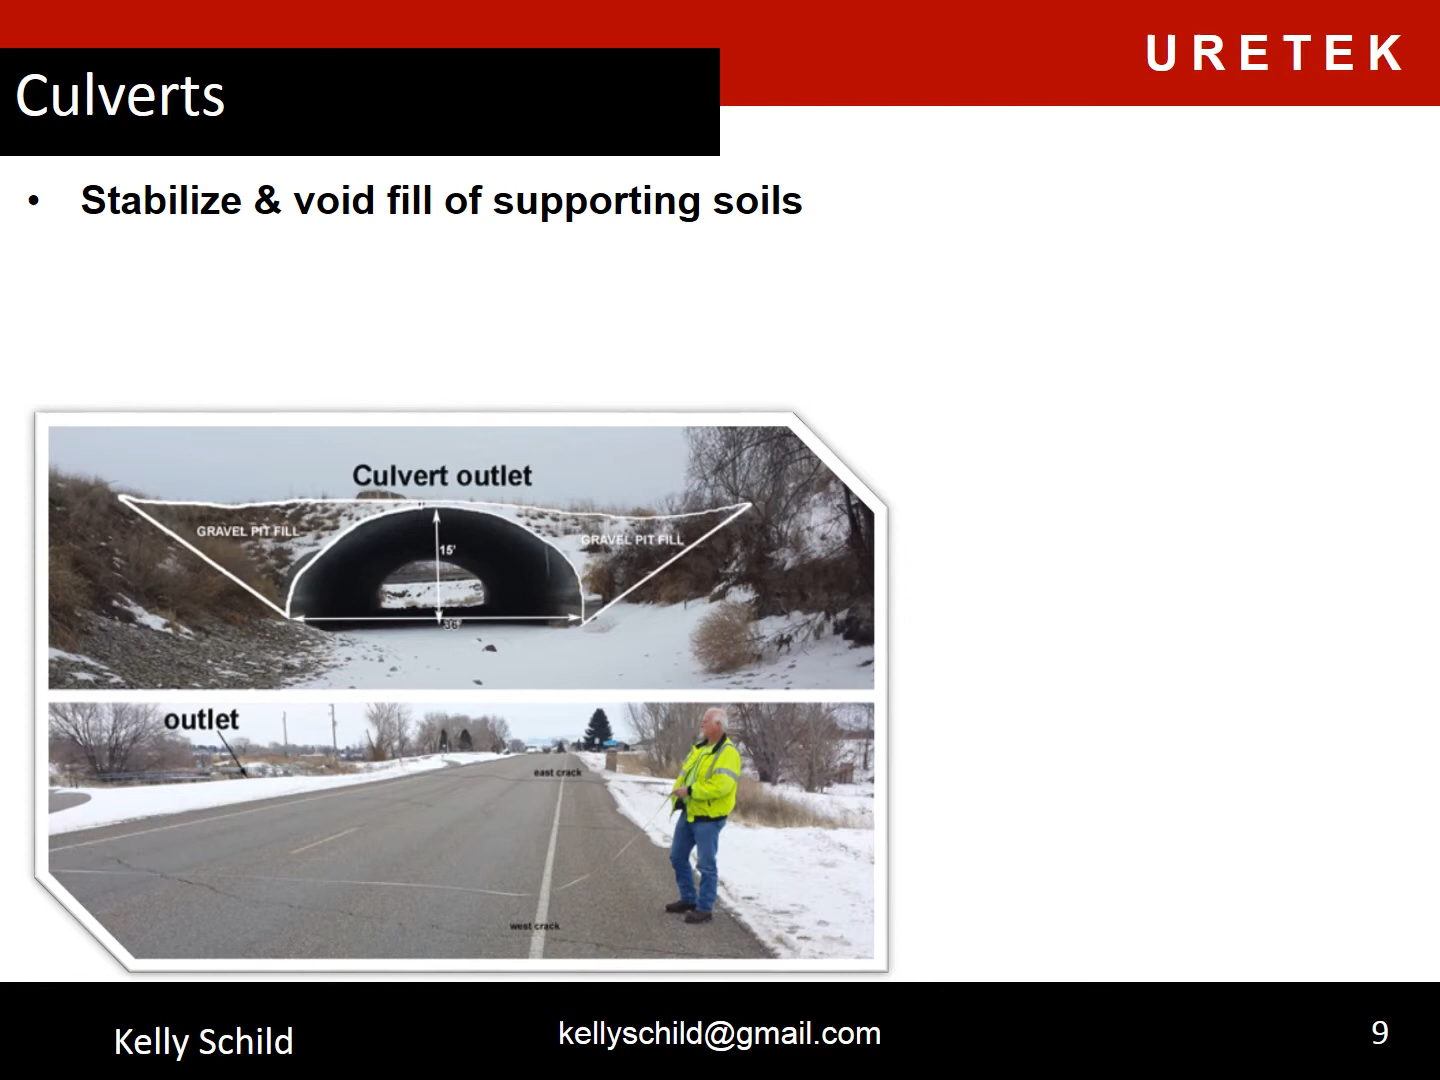 URETEK
Culverts
• Stabilize & void fill of supporting soils
Culvert outlet
GRAVEL PIT FILL
GRAVEL PIT FILL
15'
36'
outlet
east crack
west crack
Kelly Schild
kellyschild@gmail.com
9